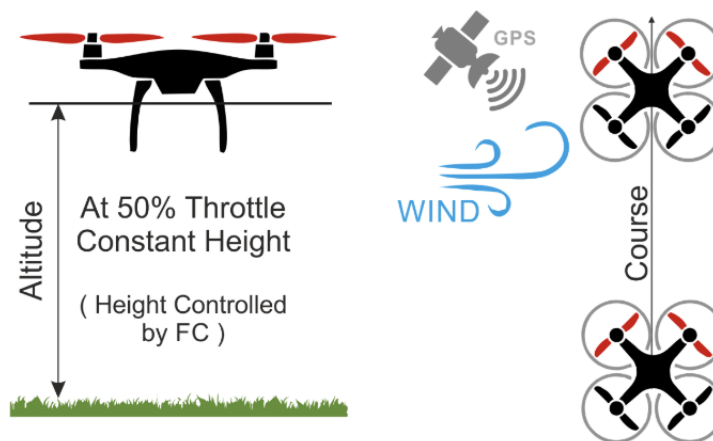 GPS
WIND
Altitude
At 50% Throttle
Constant Height
( Height Controlled
by FC )
Course